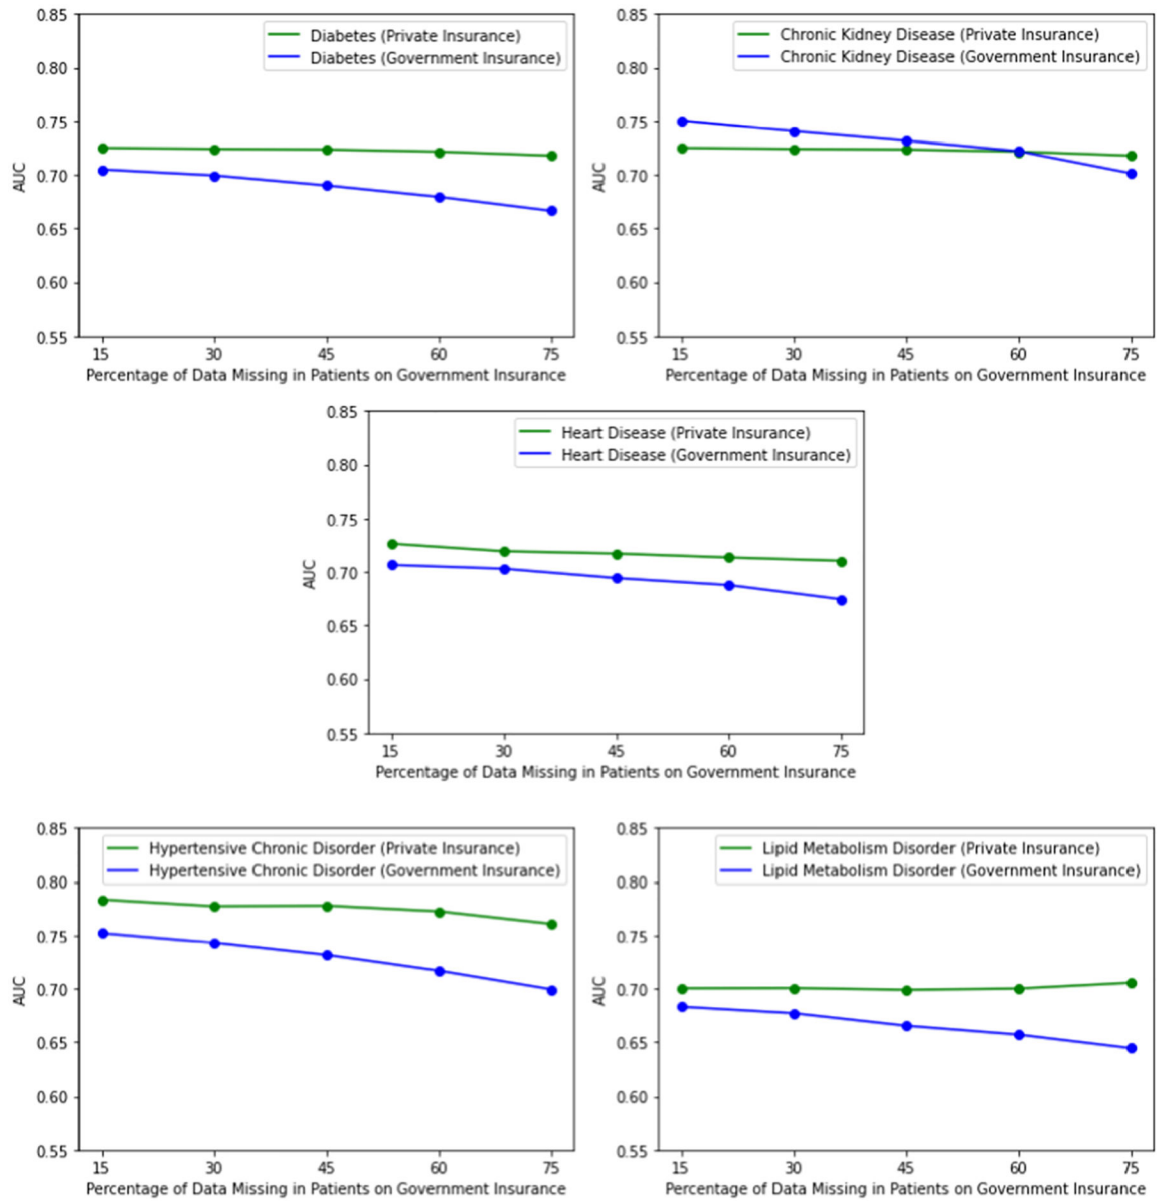 0.85
0.80
0.75
0.70
0.65
0.60
0.55
AUC
Diabetes (Private Insurance)
Diabetes (Government Insurance)
15 30 45 60 75
Percentage of Data Missing in Patients on Government Insurance
0.85
0.80
0.75
0.70
0.65
0.60
0.55
AUC
Chronic Kidney Disease (Private Insurance)
Chronic Kidney Disease (Government Insurance)
15 30 45 60 75
Percentage of Data Missing in Patients on Government Insurance
0.85
0.80
0.75
0.70
0.65
0.60
0.55
AUC
Heart Disease (Private Insurance)
Heart Disease (Government Insurance)
15 30 45 60 75
Percentage of Data Missing in Patients on Government Insurance
0.85
0.80
0.75
0.70
0.65
0.60
0.55
AUC
Hypertensive Chronic Disorder (Private Insurance)
Hypertensive Chronic Disorder (Government Insurance)
15 30 45 60 75
Percentage of Data Missing in Patients on Government Insurance
0.85
0.80
0.75
0.70
0.65
0.60
0.55
AUC
Lipid Metabolism Disorder (Private Insurance)
Lipid Metabolism Disorder (Government Insurance)
15 30 45 60 75
Percentage of Data Missing in Patients on Government Insurance